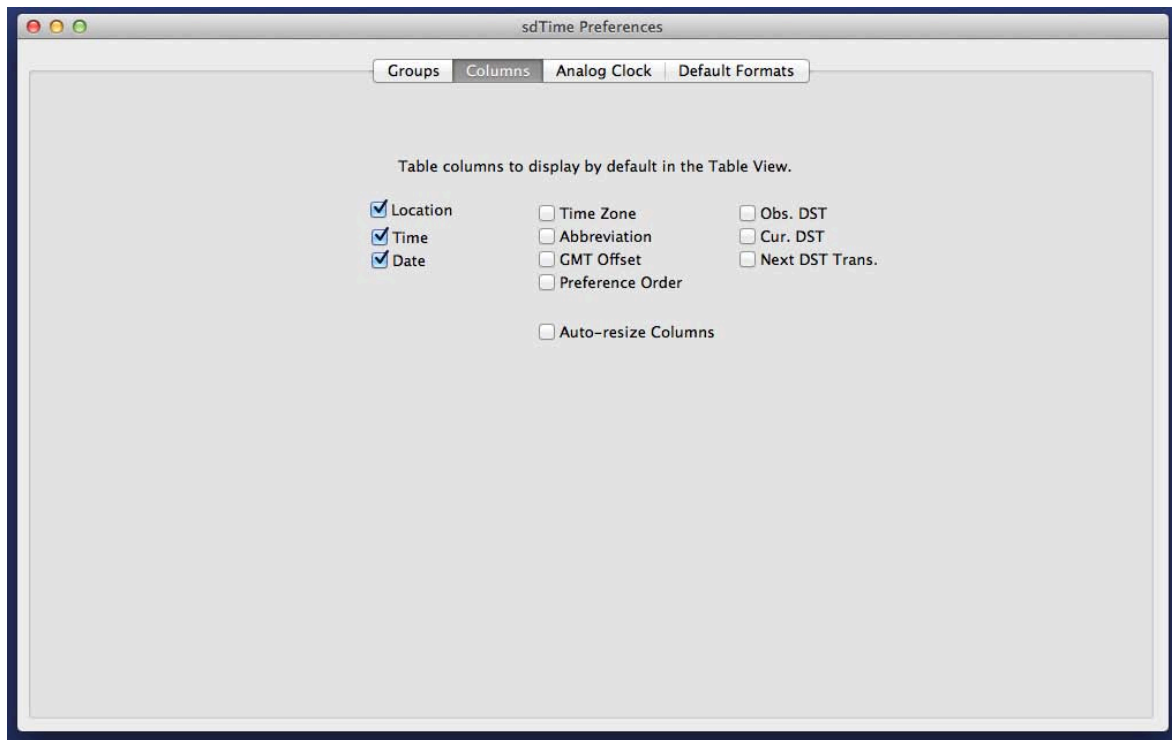 sdTime Preferences
Groups Columns Analog Clock Default Formats
Table columns to display by default in the Table View.
Location
Time
Date
Time Zone
Abbreviation
GMT Offset
Preference Order
Obs. DST
Cur. DST
Next DST Trans.
Auto-resize Columns